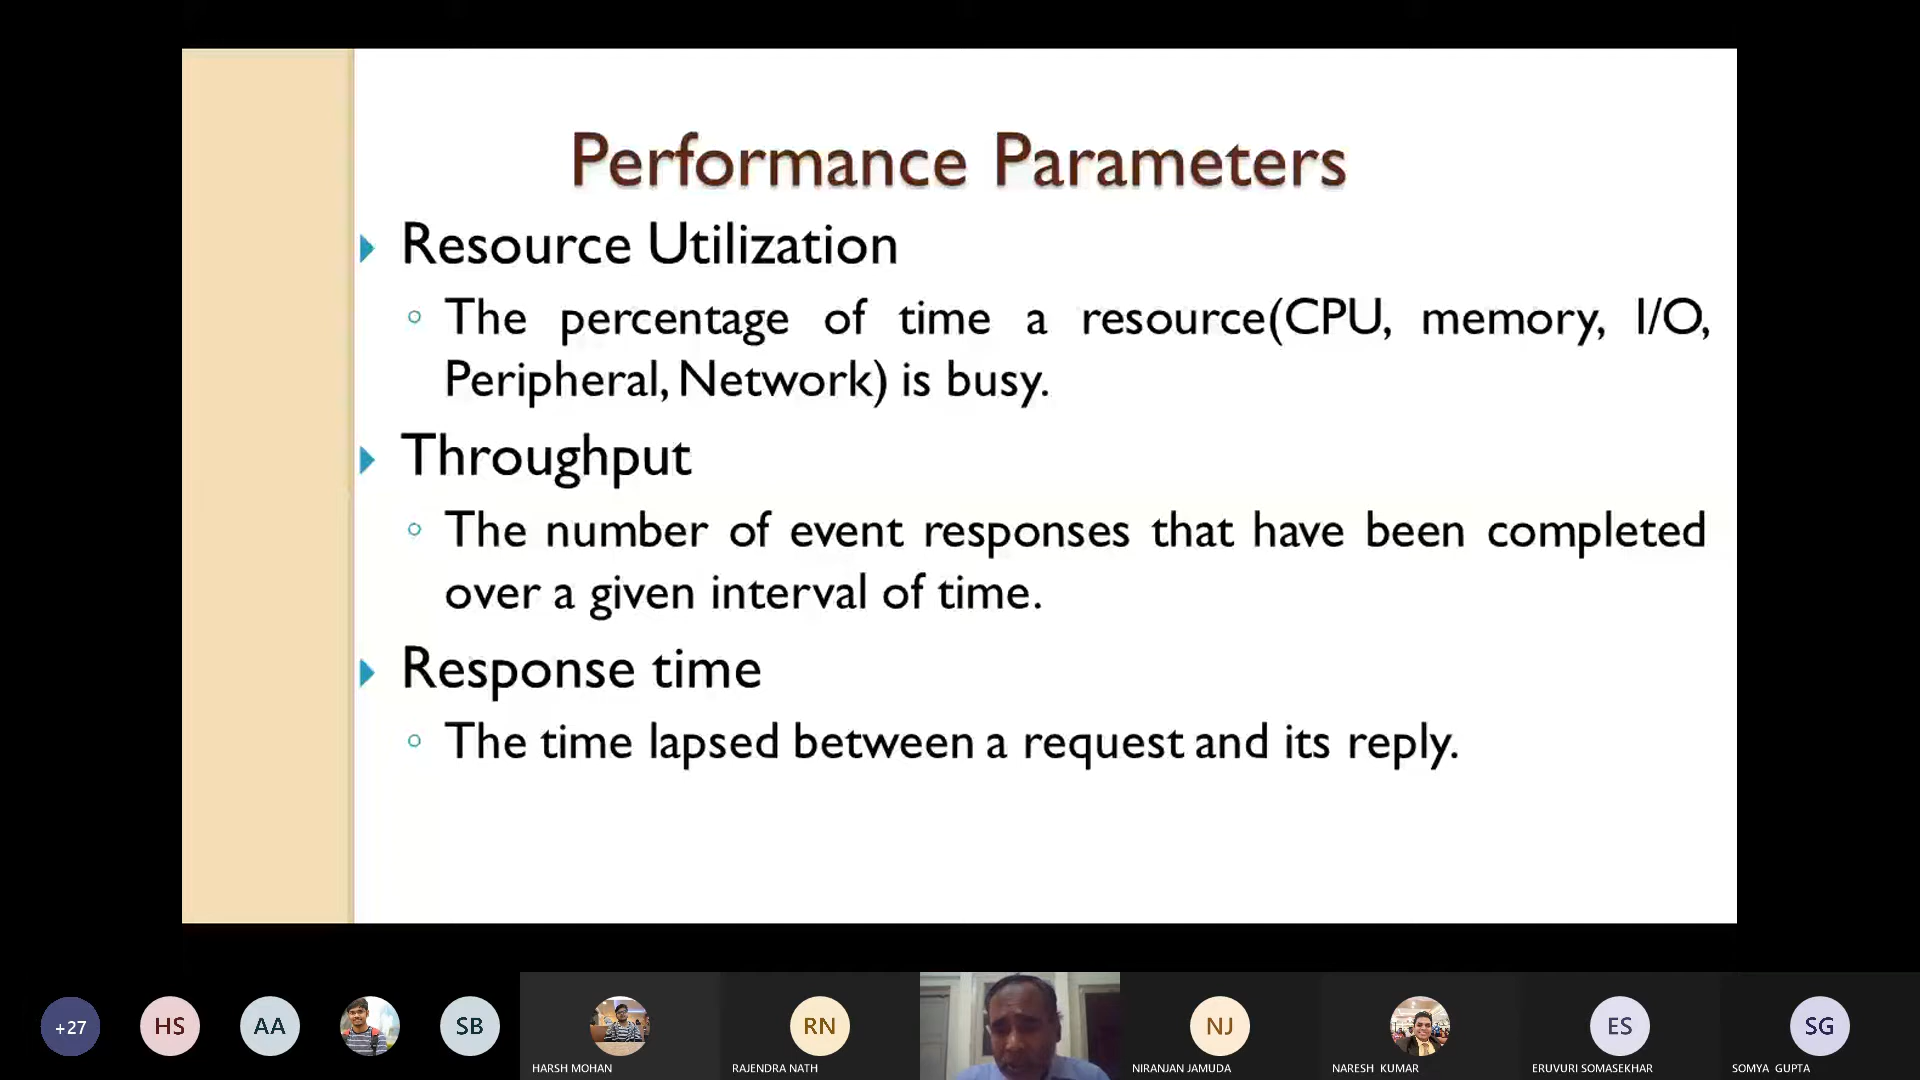 Performance Parameters
Resource Utilization
The percentage of time a resource(CPU, memory, I/O,
Peripheral, Network) is busy.
Throughput
The number of event responses that have been completed
over a given interval of time.
Response time
The time lapsed between a request and its reply.
+27 HS AA SB RN NJ ES SG
HARSH MOHAN RAJENDRA NATH NIRANJAN JAMUDA NARESH KUMAR ERUVURI SOMASEKHAR SOMYA GUPTA